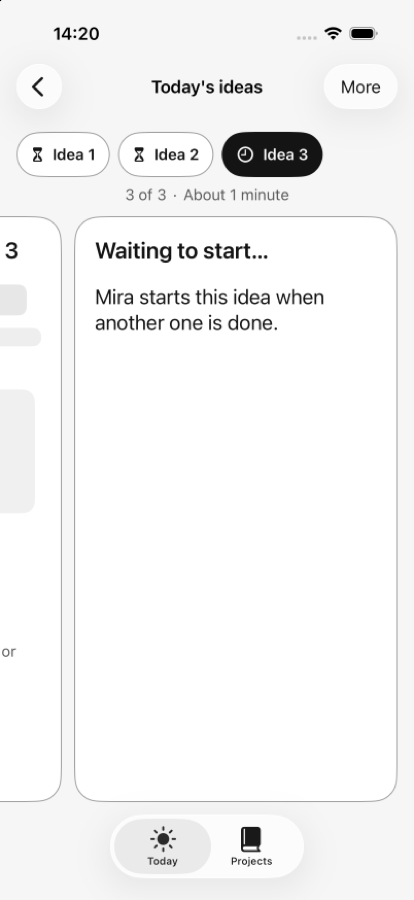 14:20
Today's ideas
More
Idea 1
Idea 2
Idea 3
3 of 3 · About 1 minute
3
or
Waiting to start...
Mira starts this idea when
another one is done.
Today
Projects